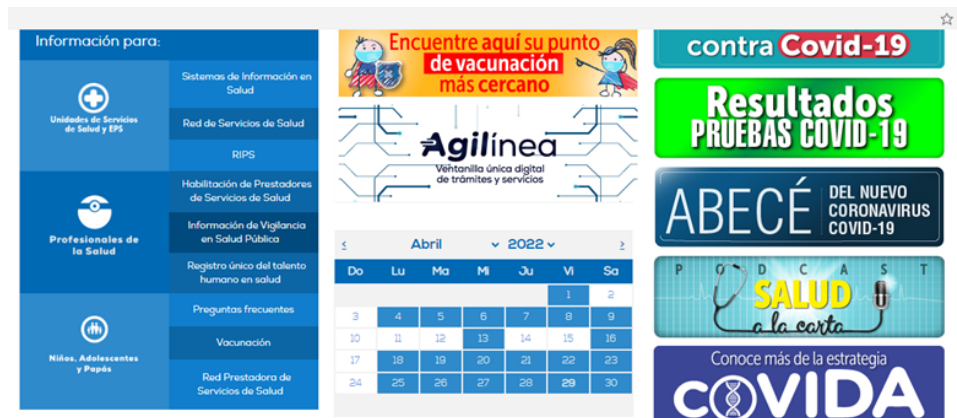 Información para:
Unidades de Servicios
de Salud y EPS
Sistemas de Información en
Salud
Red de Servicios de Salud
RIPS
Profesionales de
la Salud
Habilitación de Prestadores
de Servicios de Salud
Información de Vigilancia
en Salud Pública
Registro único del talento
humano en salud
Niños, Adolescentes
y Papás
Preguntas frecuentes
Vacunación
Red Prestadora de
Servicios de Salud
Encuentre aquí su punto
de vacunación
más cercano
Agilínea
Ventanilla única digital
de trámites y servicios
< Abril 2022 >
Do Lu Ma Mi Ju Vi Sa
1 2
3 4 5 6 7 8 9
10 11 12 13 14 15 16
17 18 19 20 21 22 23
24 25 26 27 28 29 30
contra Covid-19
Resultados
PRUEBAS COVID-19
ABECÉ DEL NUEVO
CORONAVIRUS
COVID-19
PODCAST
SALUD
a la carta
Conoce más de la estrategia
COVIDA